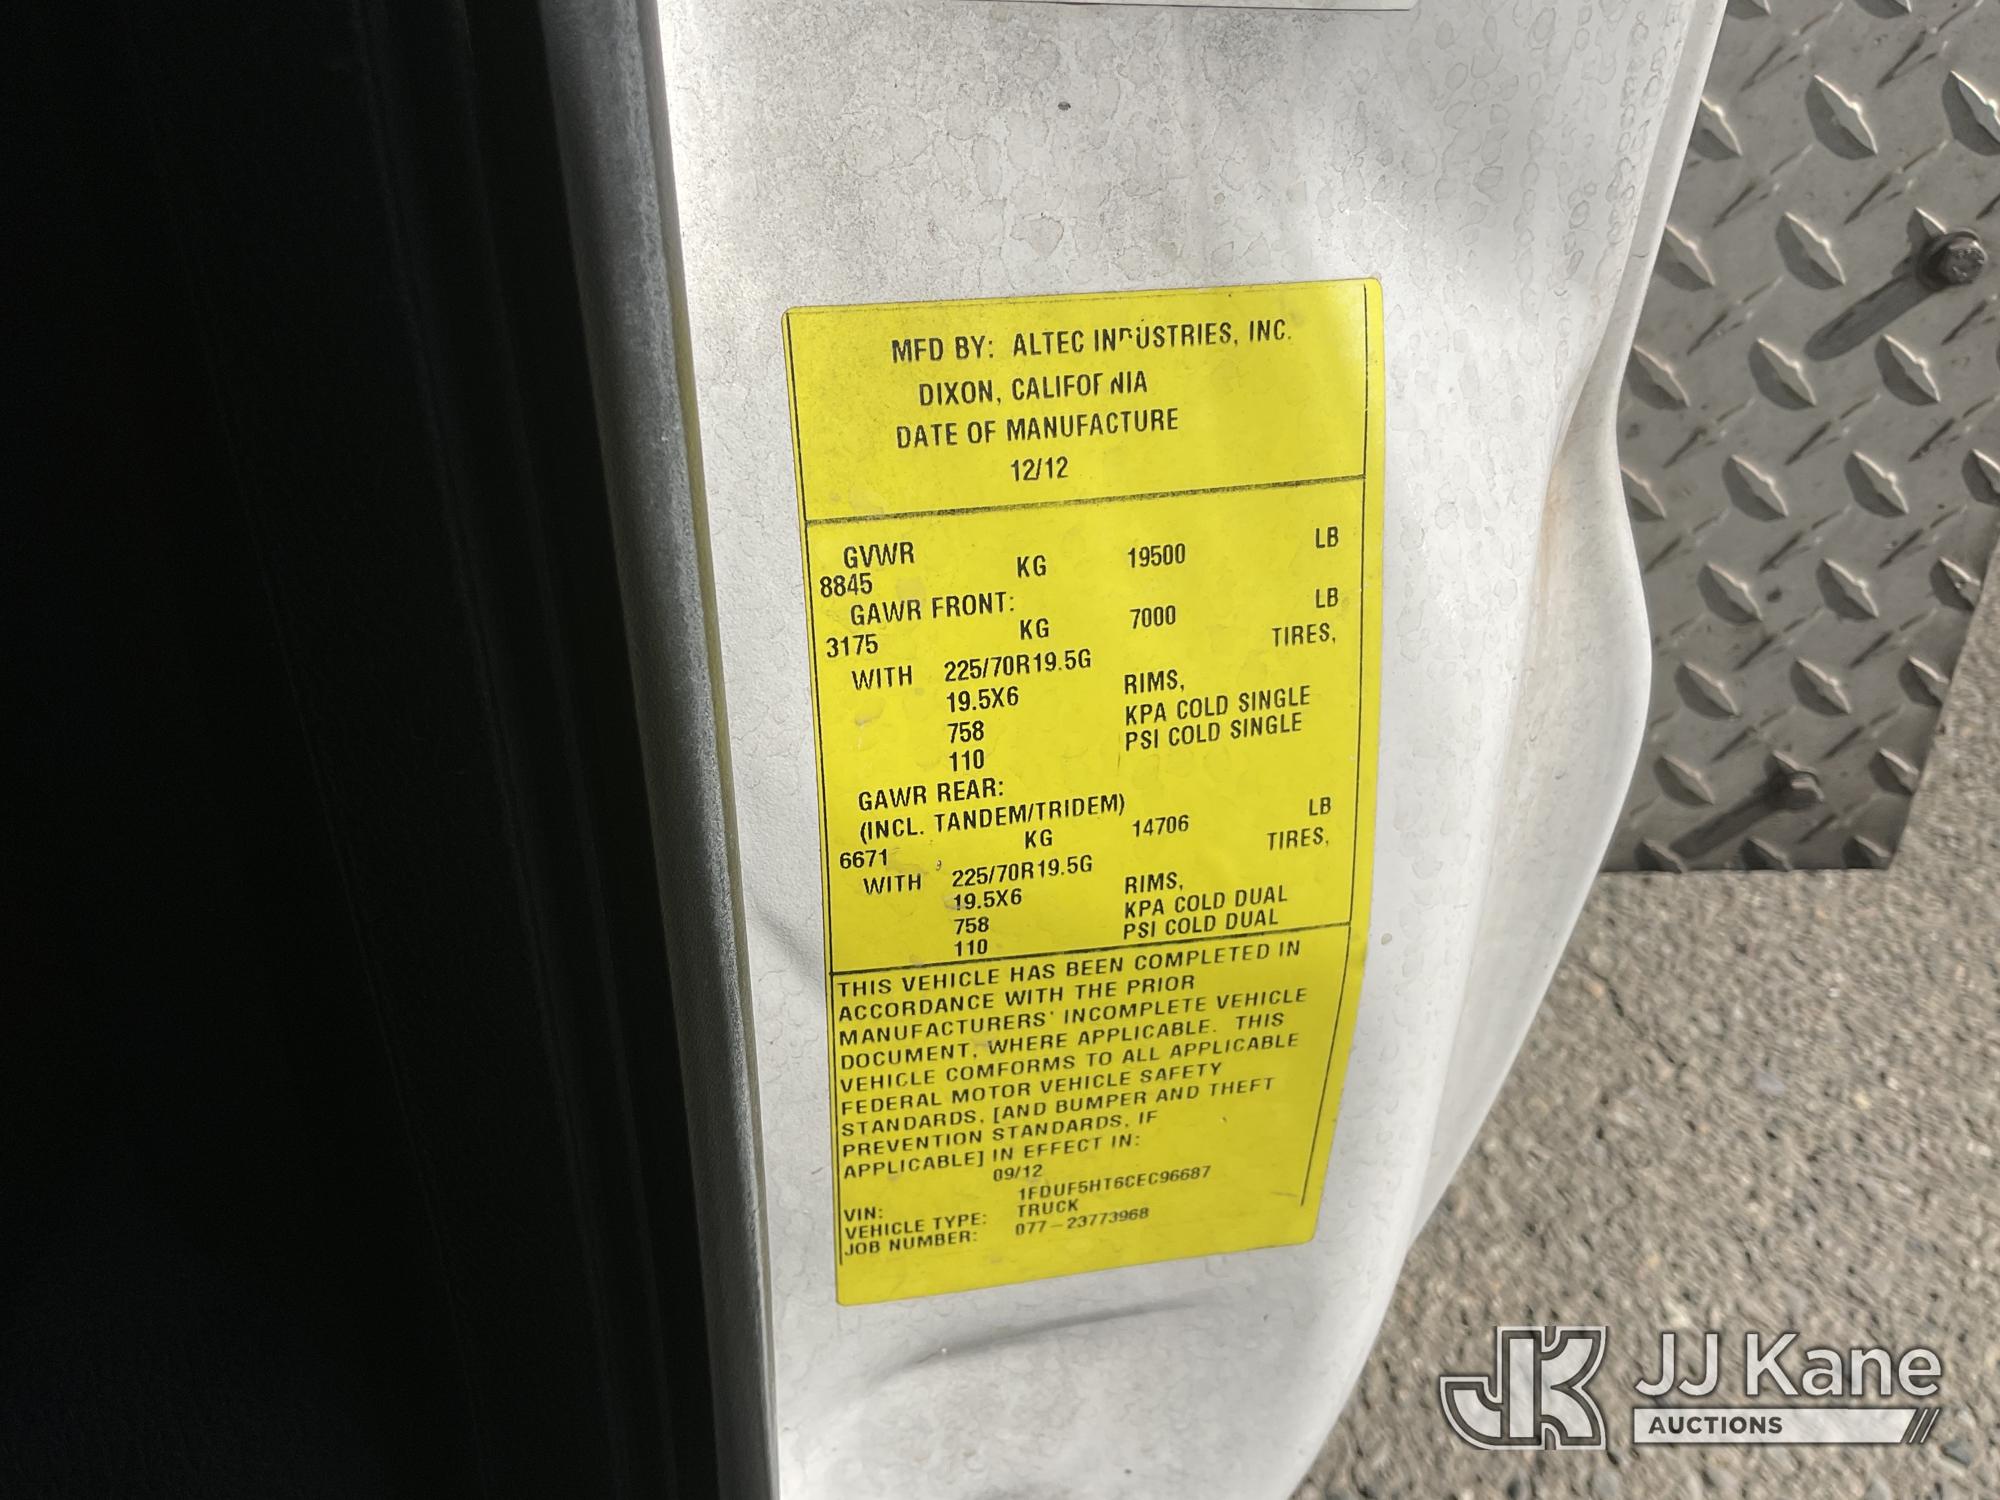 MFD BY: ALTEC INDUSTRIES, INC.
DIXON, CALIFORNIA
DATE OF MANUFACTURE
12/12
GVWR
8845 KG 19500 LB
GAWR FRONT:
3175 KG 7000 LB
WITH 225/70R19.5G TIRES,
19.5X6 RIMS,
758 KPA COLD SINGLE
110 PSI COLD SINGLE
GAWR REAR:
(INCL. TANDEM/TRIDEM)
6671 KG 14706 LB
WITH 225/70R19.5G TIRES,
19.5X6 RIMS,
758 KPA COLD DUAL
110 PSI COLD DUAL
THIS VEHICLE HAS BEEN COMPLETED IN
ACCORDANCE WITH THE PRIOR
MANUFACTURERS' INCOMPLETE VEHICLE
DOCUMENT, WHERE APPLICABLE. THIS
VEHICLE COMFORMS TO ALL APPLICABLE
FEDERAL MOTOR VEHICLE SAFETY
STANDARDS, [AND BUMPER AND THEFT
PREVENTION STANDARDS, IF
APPLICABLE] IN EFFECT IN:
09/12
VIN: 1FDUF5HT6CEC96687
VEHICLE TYPE: TRUCK
JOB NUMBER: 077-23773968
JK JJ Kane
AUCTIONS